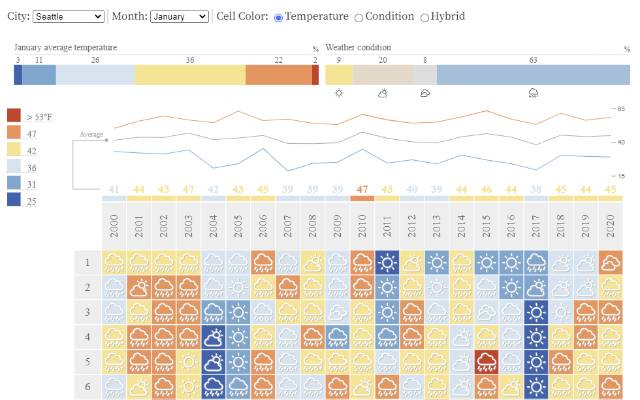 City: Seattle | Month: January | Cell Color: Temperature Condition Hybrid
January average temperature % Weather condition %
3 11 26 36 22 2 9 20 8 63
> 53°F
47
42
36
31
25
Average
65
40
15
41 44 44 47 42 43 45 39 39 39 47 43 40 39 44 46 44 38 45 44 45
2000 2001 2002 2003 2004 2005 2006 2007 2008 2009 2010 2011 2012 2013 2014 2015 2016 2017 2018 2019 2020
1
2
3
4
5
6